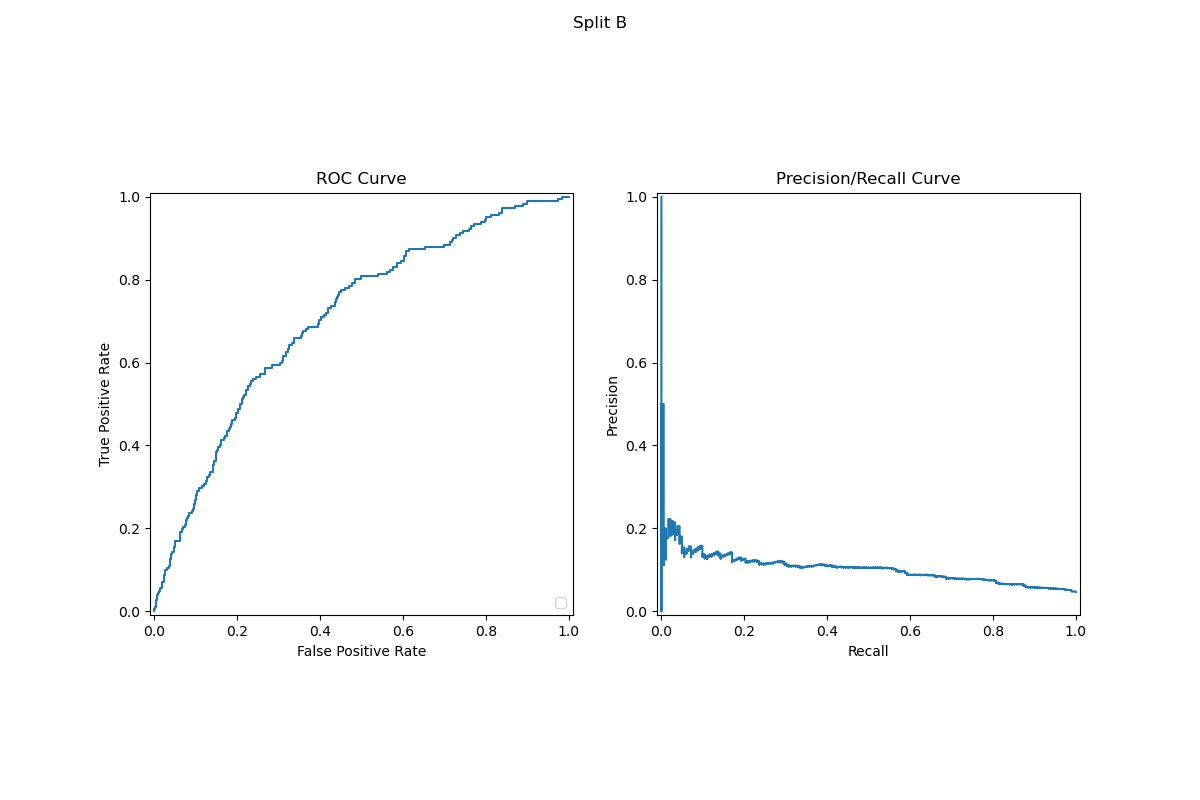 Split B
ROC Curve
1.0
0.8
0.6
0.4
0.2
0.0
True Positive Rate
0.0 0.2 0.4 0.6 0.8 1.0
False Positive Rate
Precision/Recall Curve
1.0
0.8
0.6
0.4
0.2
0.0
Precision
0.0 0.2 0.4 0.6 0.8 1.0
Recall